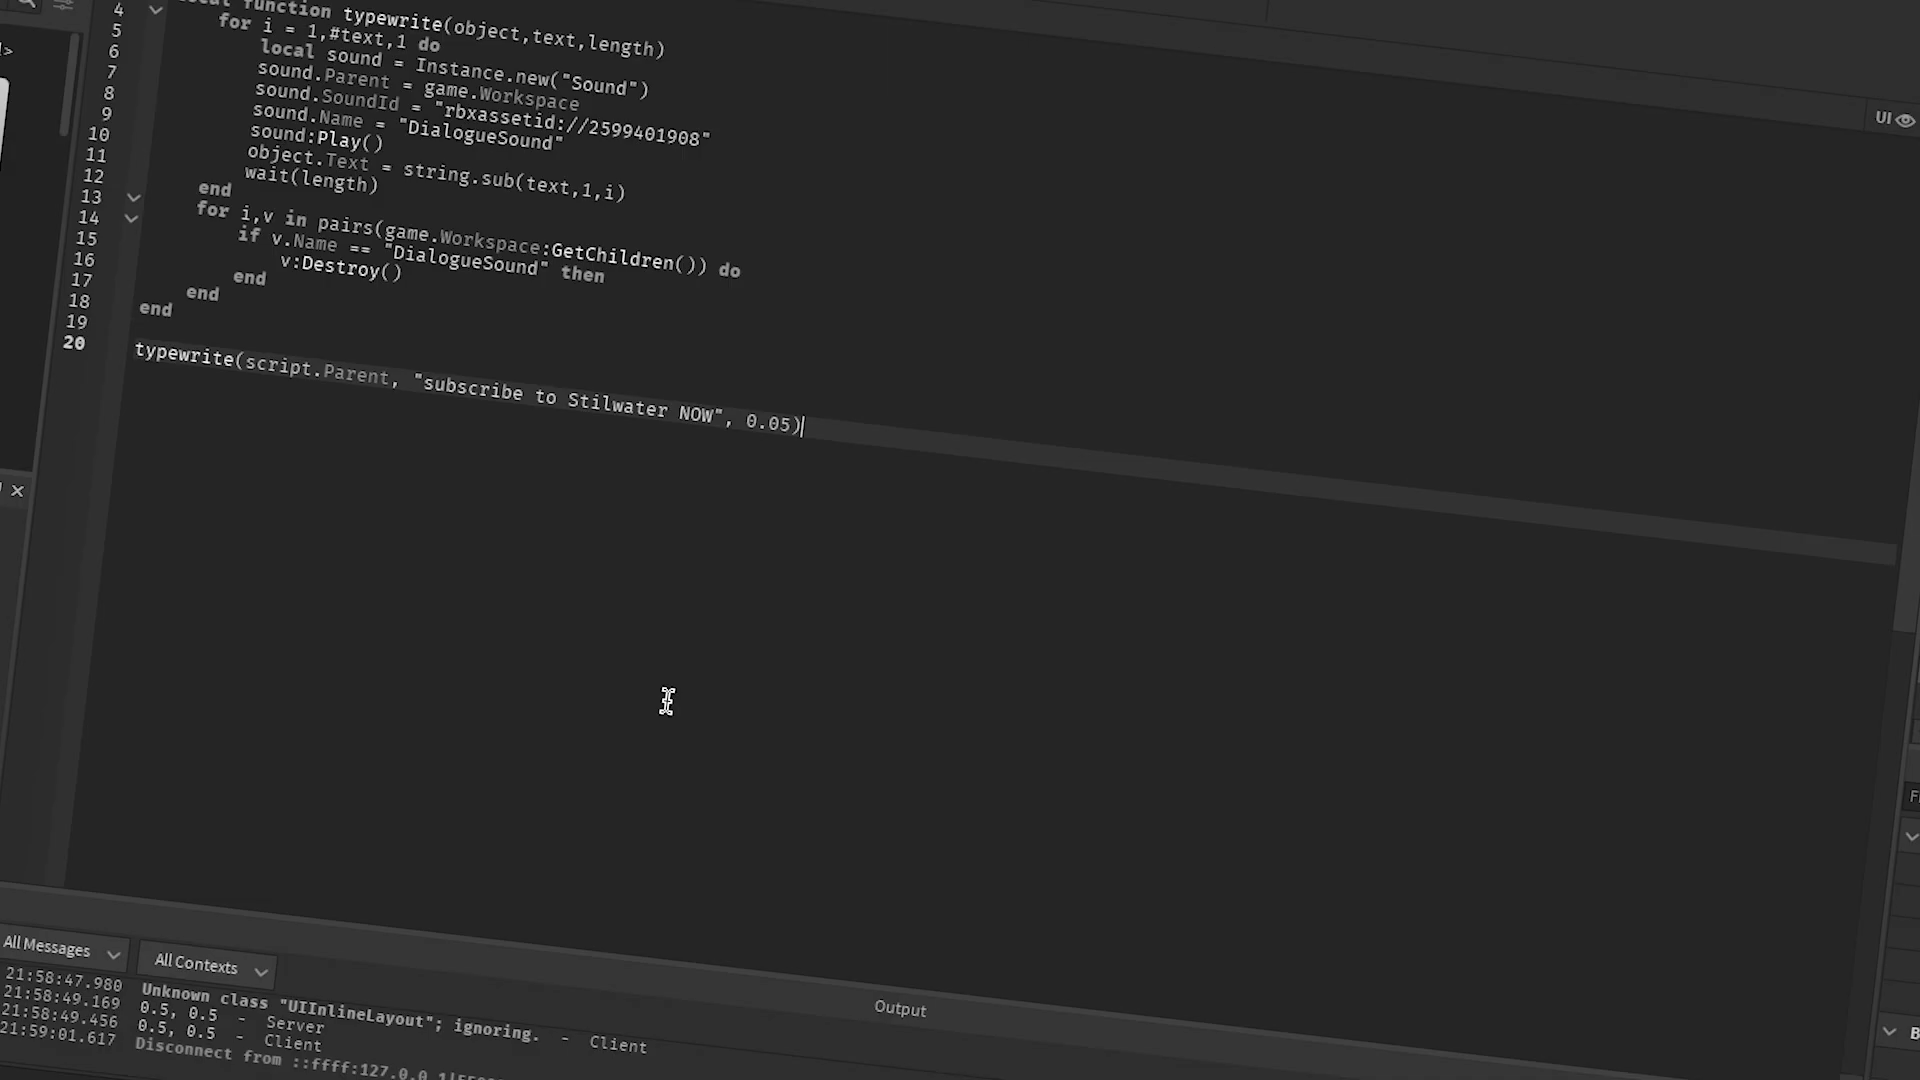 4
function typewrite(object,text,length)
5
for i = 1,#text,1 do
6
local sound = Instance.new("Sound")
7
sound.Parent = game.Workspace
8
sound.SoundId = "rbxassetid://2599401908"
9
sound.Name = "DialogueSound"
10
sound:Play()
11
object.Text = string.sub(text,1,i)
12
wait(length)
13
end
14
for i,v in pairs(game.Workspace:GetChildren()) do
15
if v.Name == "DialogueSound" then
16
v:Destroy()
17
end
18
end
19
end
20
typewrite(script.Parent, "subscribe to Stilwater NOW", 0.05)
UI
All Messages
All Contexts
Output
21:58:47.980 Unknown class "UIInlineLayout"; ignoring. - Client
21:58:49.169 0.5, 0.5 - Server
21:58:49.456 0.5, 0.5 - Client
21:59:01.617 Disconnect from ::ffff:127.0.0.1
B